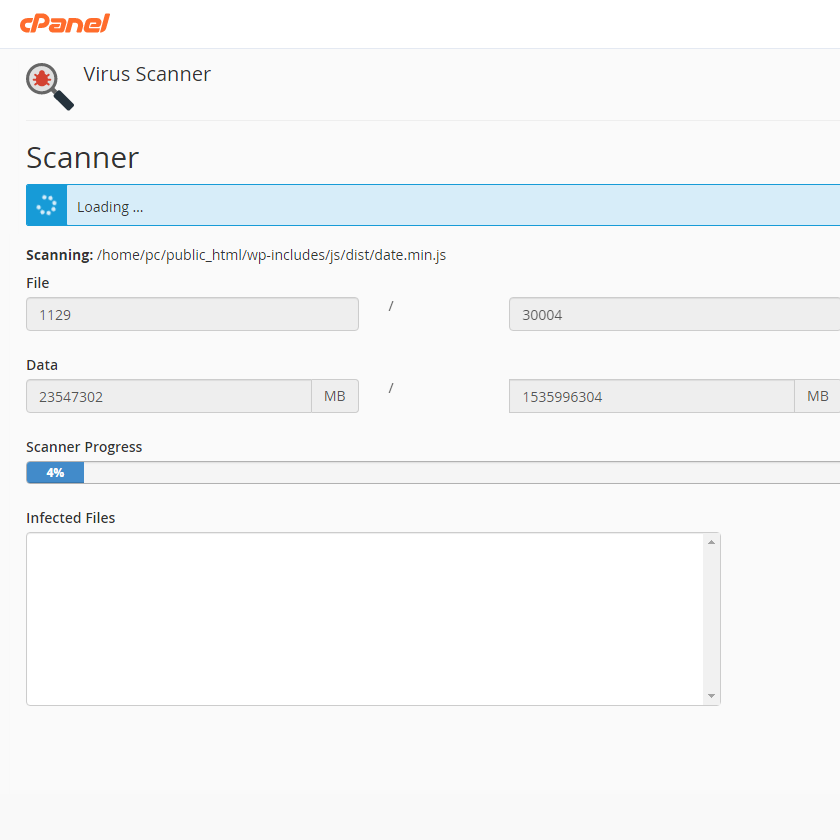 cPanel
Virus Scanner
Scanner
Loading ...
Scanning: /home/pc/public_html/wp-includes/js/dist/date.min.js
File
1129 / 30004
Data
23547302 MB / 1535996304 MB
Scanner Progress
4%
Infected Files